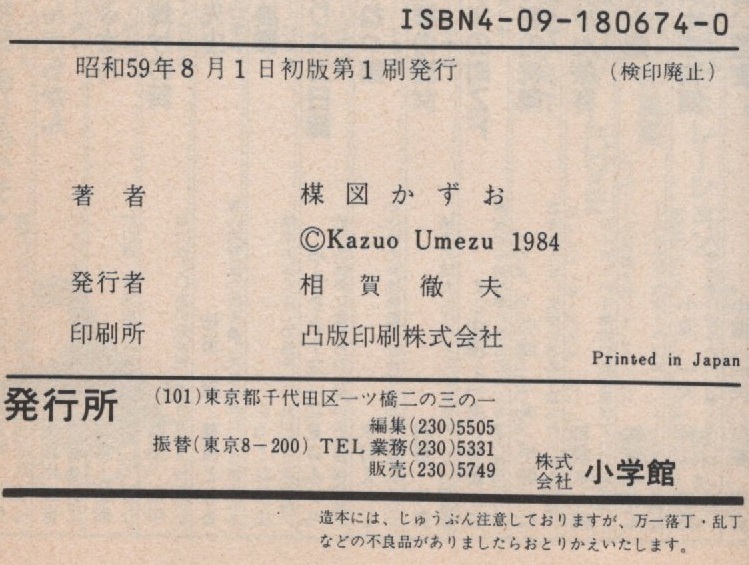 ISBN4-09-180674-0
昭和59年8月1日初版第1刷発行 (検印廃止)
著者 楳図かずお
©Kazuo Umezu 1984
発行者 相賀徹夫
印刷所 凸版印刷株式会社
Printed in Japan
発行所 (101)東京都千代田区一ツ橋二の三の一
編集(230)5505
振替(東京8-200) TEL 業務(230)5331
販売(230)5749
株式会社 小学館
造本には、じゅうぶん注意しておりますが、万一落丁・乱丁
などの不良品がありましたらおとりかえいたします。